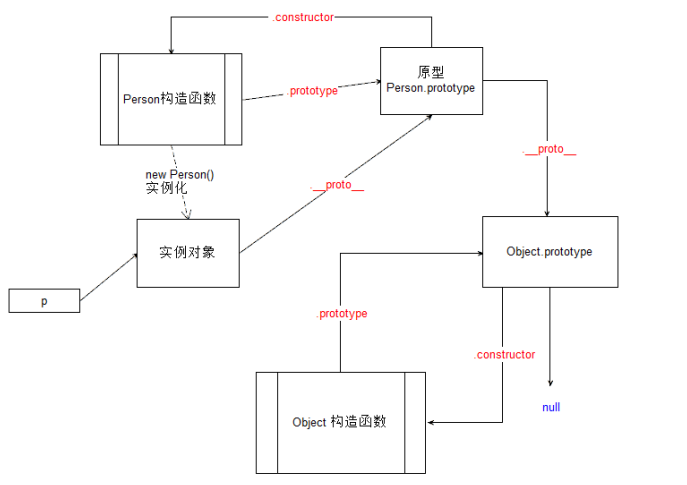 .constructor
原型
Person.prototype
Person构造函数
.prototype
.__proto__
new Person()
实例化
.__proto__
实例对象
Object.prototype
p
.prototype
.constructor
null
Object 构造函数